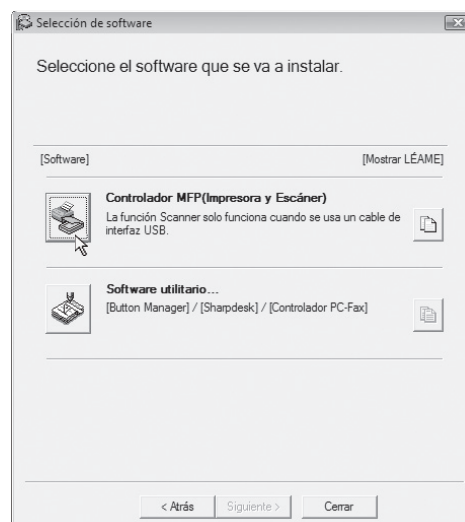 Selección de software
Seleccione el software que se va a instalar.
[Software] [Mostrar LÉAME]
Controlador MFP(Impresora y Escáner)
La función Scanner solo funciona cuando se usa un cable de
interfaz USB.
Software utilitario...
[Button Manager] / [Sharpdesk] / [Controlador PC-Fax]
< Atrás Siguiente > Cerrar